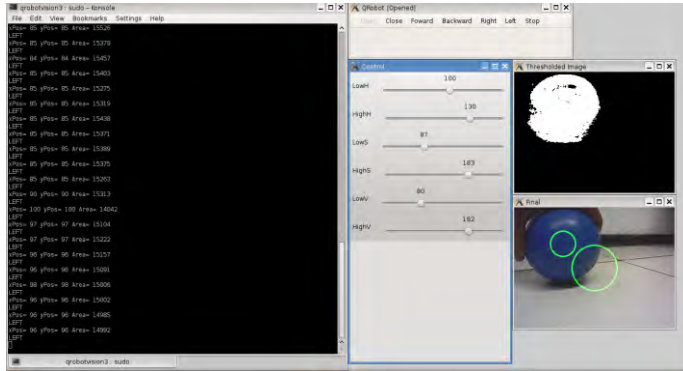 qrobotvision3 : sudo – Konsole
File Edit View Bookmarks Settings Help
xPos= 85 yPos= 85 Area= 15526
LEFT
xPos= 85 yPos= 85 Area= 15379
LEFT
xPos= 84 yPos= 84 Area= 15457
LEFT
xPos= 85 yPos= 85 Area= 15403
LEFT
xPos= 85 yPos= 85 Area= 15275
LEFT
xPos= 85 yPos= 85 Area= 15319
LEFT
xPos= 85 yPos= 85 Area= 15438
LEFT
xPos= 85 yPos= 85 Area= 15371
LEFT
xPos= 85 yPos= 85 Area= 15389
LEFT
xPos= 85 yPos= 85 Area= 15375
LEFT
xPos= 85 yPos= 85 Area= 15263
LEFT
xPos= 90 yPos= 90 Area= 15313
LEFT
xPos= 100 yPos= 100 Area= 14042
LEFT
xPos= 97 yPos= 97 Area= 15104
LEFT
xPos= 97 yPos= 97 Area= 15222
LEFT
xPos= 96 yPos= 96 Area= 15157
LEFT
xPos= 96 yPos= 96 Area= 15091
LEFT
xPos= 98 yPos= 98 Area= 15006
LEFT
xPos= 96 yPos= 96 Area= 15002
LEFT
xPos= 96 yPos= 96 Area= 14985
LEFT
xPos= 96 yPos= 96 Area= 14992
LEFT
qrobotvision3 : sudo
QRobot [Opened]
Open Close Foward Backward Right Left Stop
Control
LowH 100
HighH 130
LowS 87
HighS 183
LowV 80
HighV 182
Thresholded Image
Final